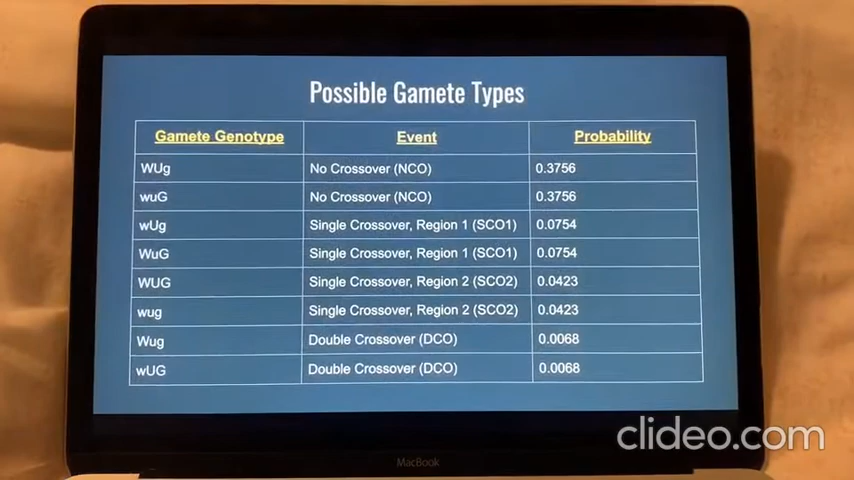 Possible Gamete Types
Gamete Genotype Event Probability
WUg No Crossover (NCO) 0.3756
wuG No Crossover (NCO) 0.3756
wUg Single Crossover, Region 1 (SCO1) 0.0754
WuG Single Crossover, Region 1 (SCO1) 0.0754
WUG Single Crossover, Region 2 (SCO2) 0.0423
wug Single Crossover, Region 2 (SCO2) 0.0423
Wug Double Crossover (DCO) 0.0068
wUG Double Crossover (DCO) 0.0068
clideo.com
MacBook